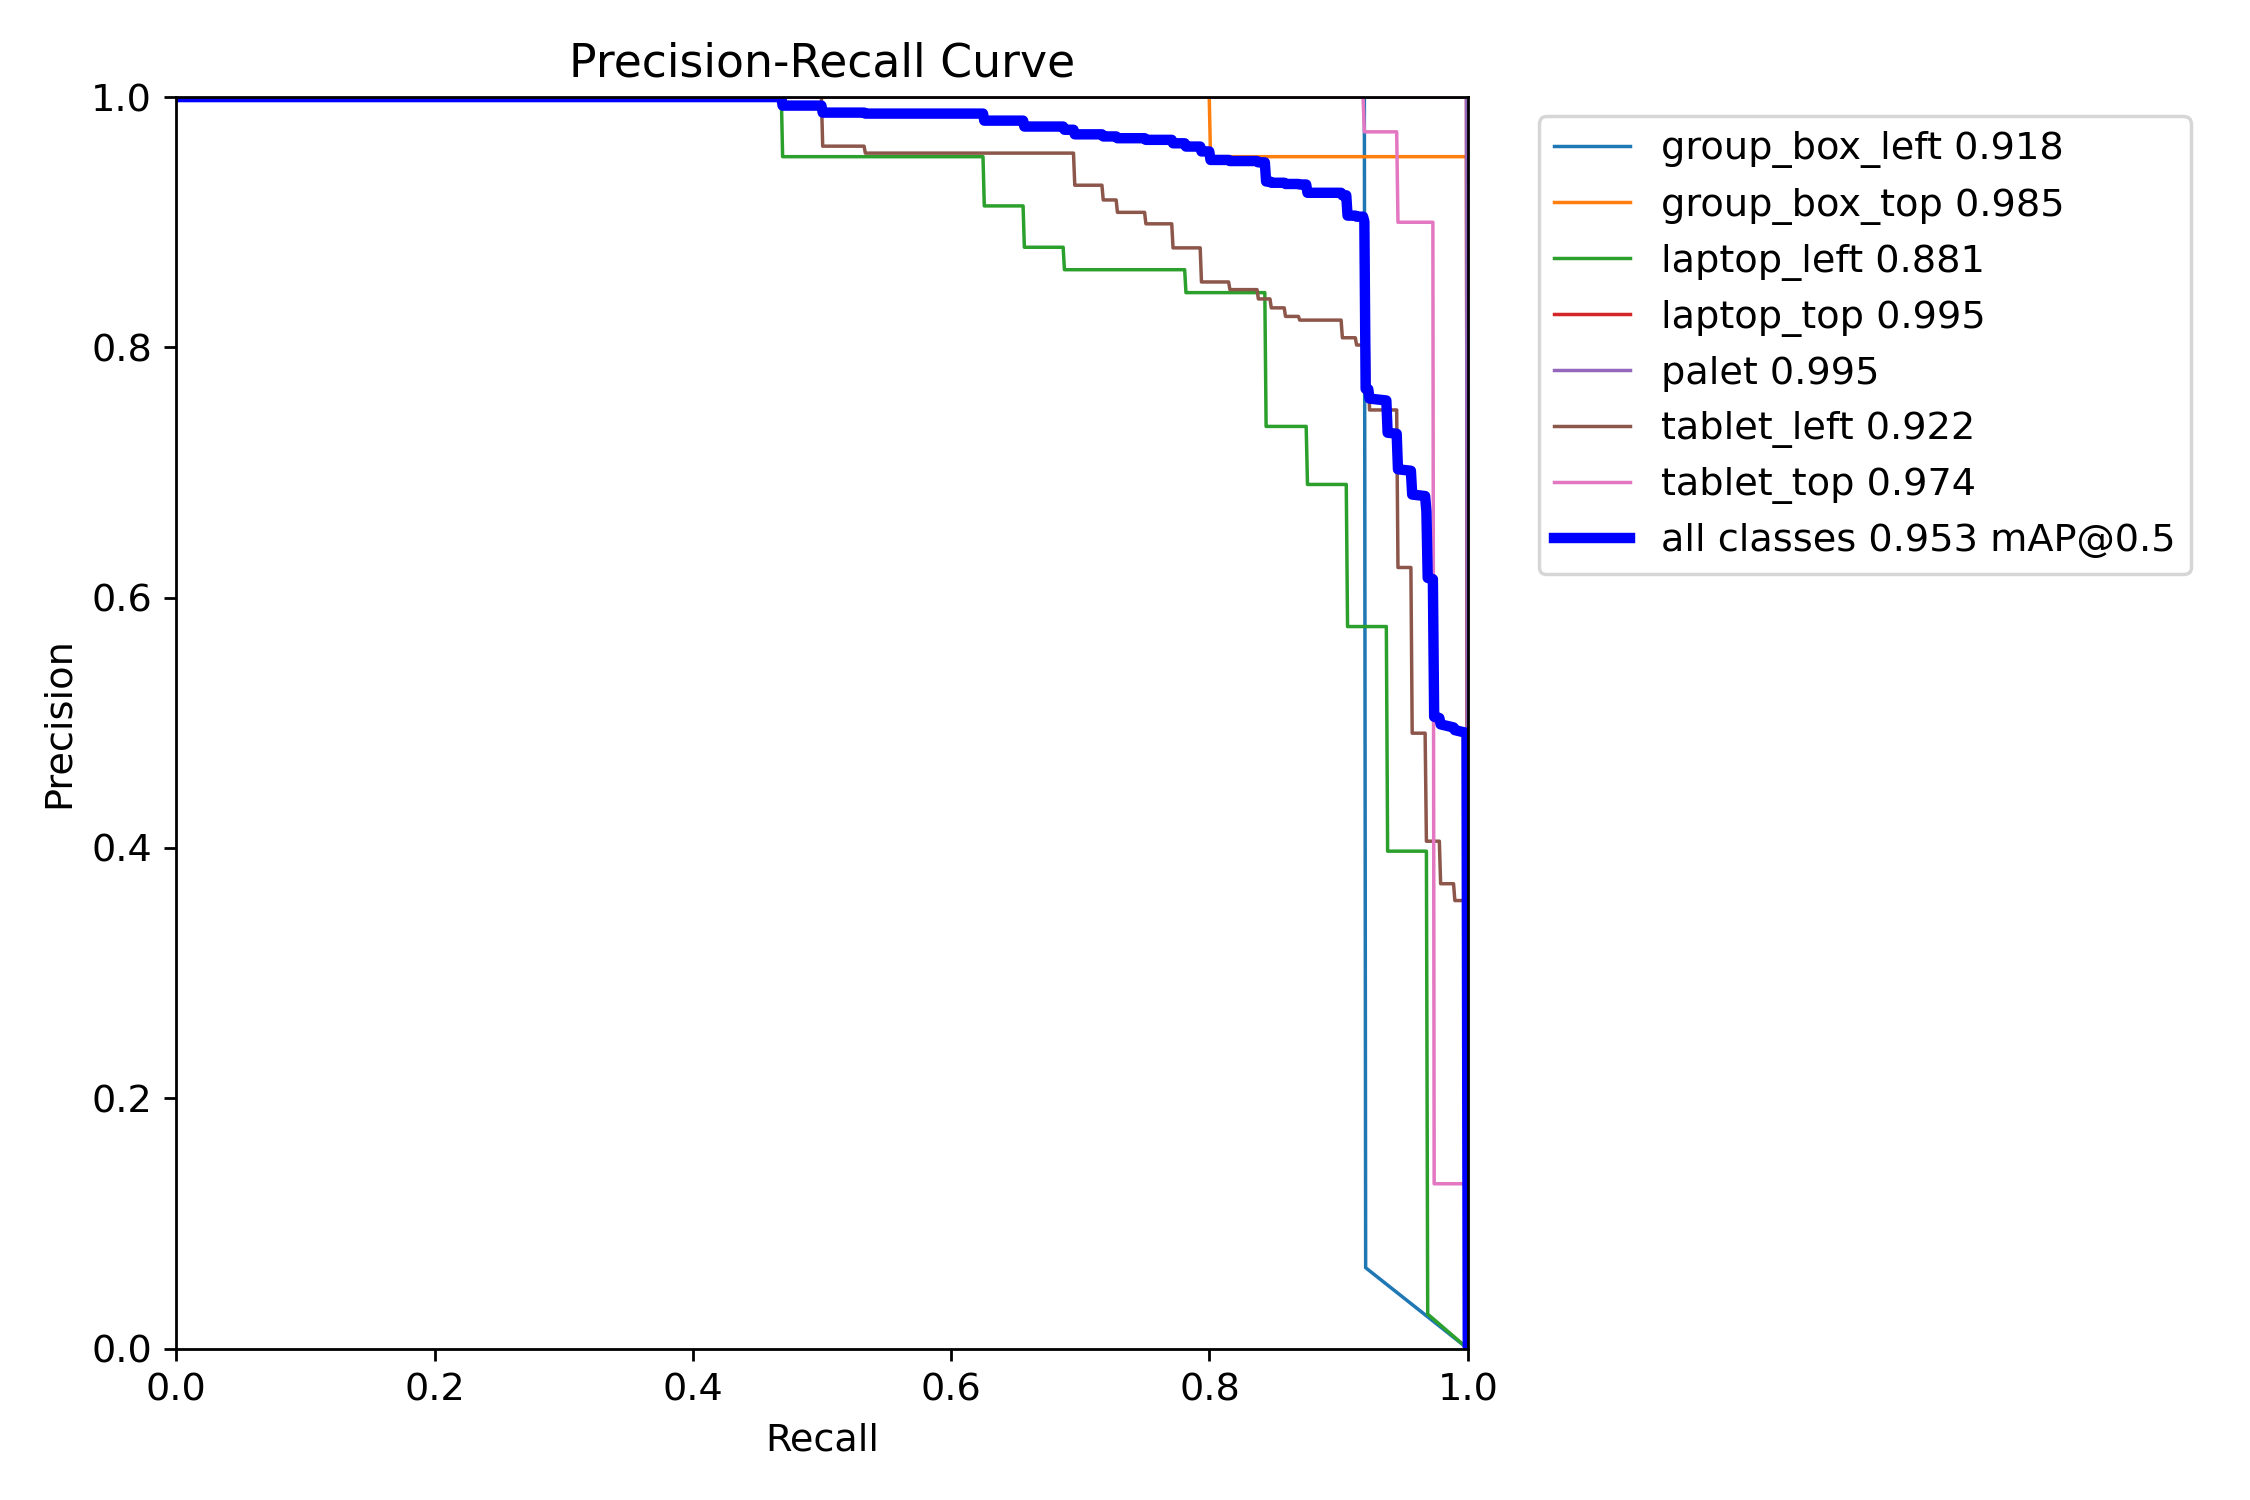 Precision-Recall Curve
1.0
0.8
0.6
0.4
0.2
0.0
Precision
0.0 0.2 0.4 0.6 0.8 1.0
Recall
group_box_left 0.918
group_box_top 0.985
laptop_left 0.881
laptop_top 0.995
palet 0.995
tablet_left 0.922
tablet_top 0.974
all classes 0.953 mAP@0.5